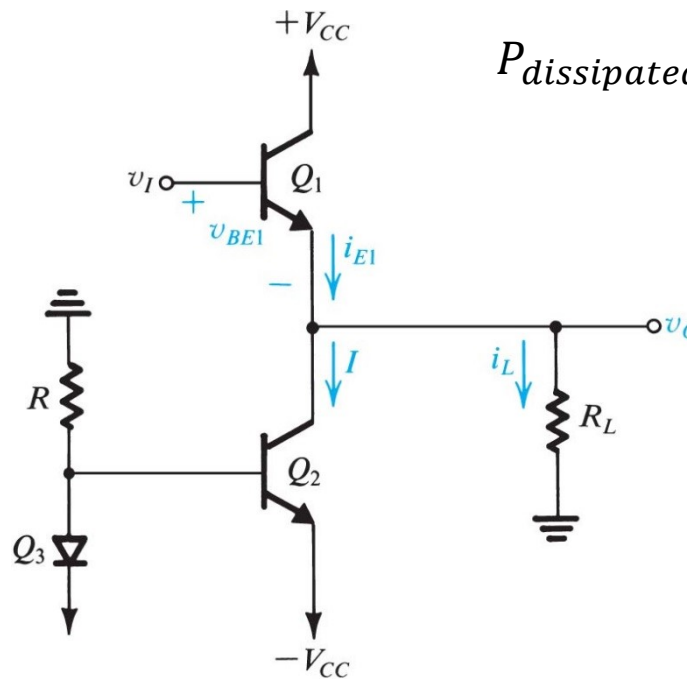 +V_CC
P_dissipated
v_I
+
Q_1
v_BE1
i_E1
−
I
i_L
R
R_L
Q_2
Q_3
−V_CC